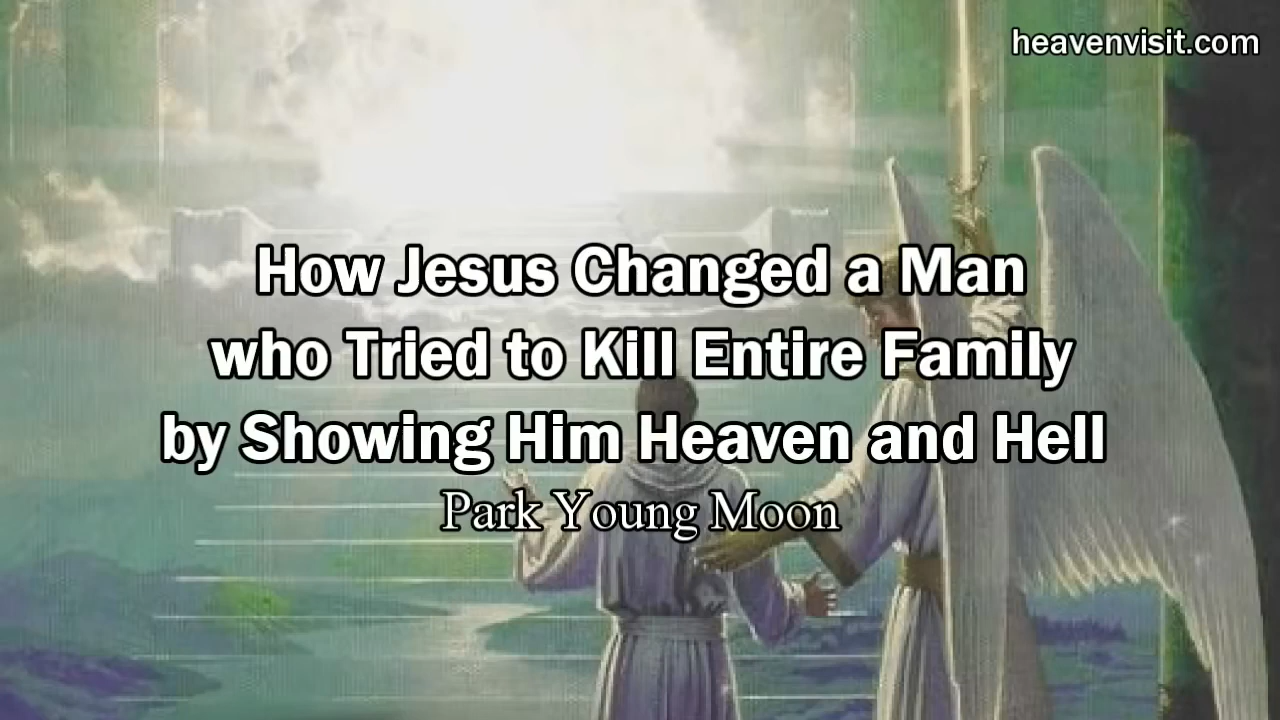 heavenvisit.com
How Jesus Changed a Man
who Tried to Kill Entire Family
by Showing Him Heaven and Hell
Park Young Moon